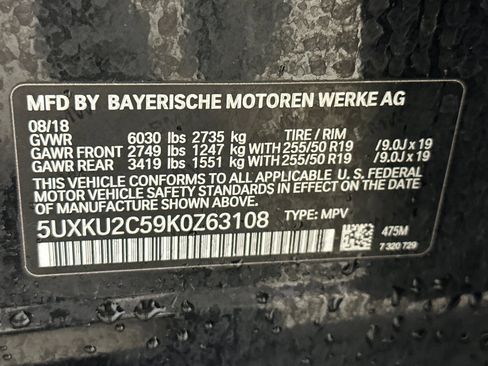 MFD BY BAYERISCHE MOTOREN WERKE AG
08/18
GVWR 6030 lbs 2735 kg TIRE / RIM
GAWR FRONT 2749 lbs 1247 kg WITH 255/50 R19 /9.0J x 19
GAWR REAR 3419 lbs 1551 kg WITH 255/50 R19 /9.0J x 19
THIS VEHICLE CONFORMS TO ALL APPLICABLE U. S. FEDERAL
MOTOR VEHICLE SAFETY STANDARDS IN EFFECT ON THE DATE OF
MANUFACTURE SHOWN ABOVE.
5UXKU2C59K0Z63108 TYPE: MPV
475M
7 320 729